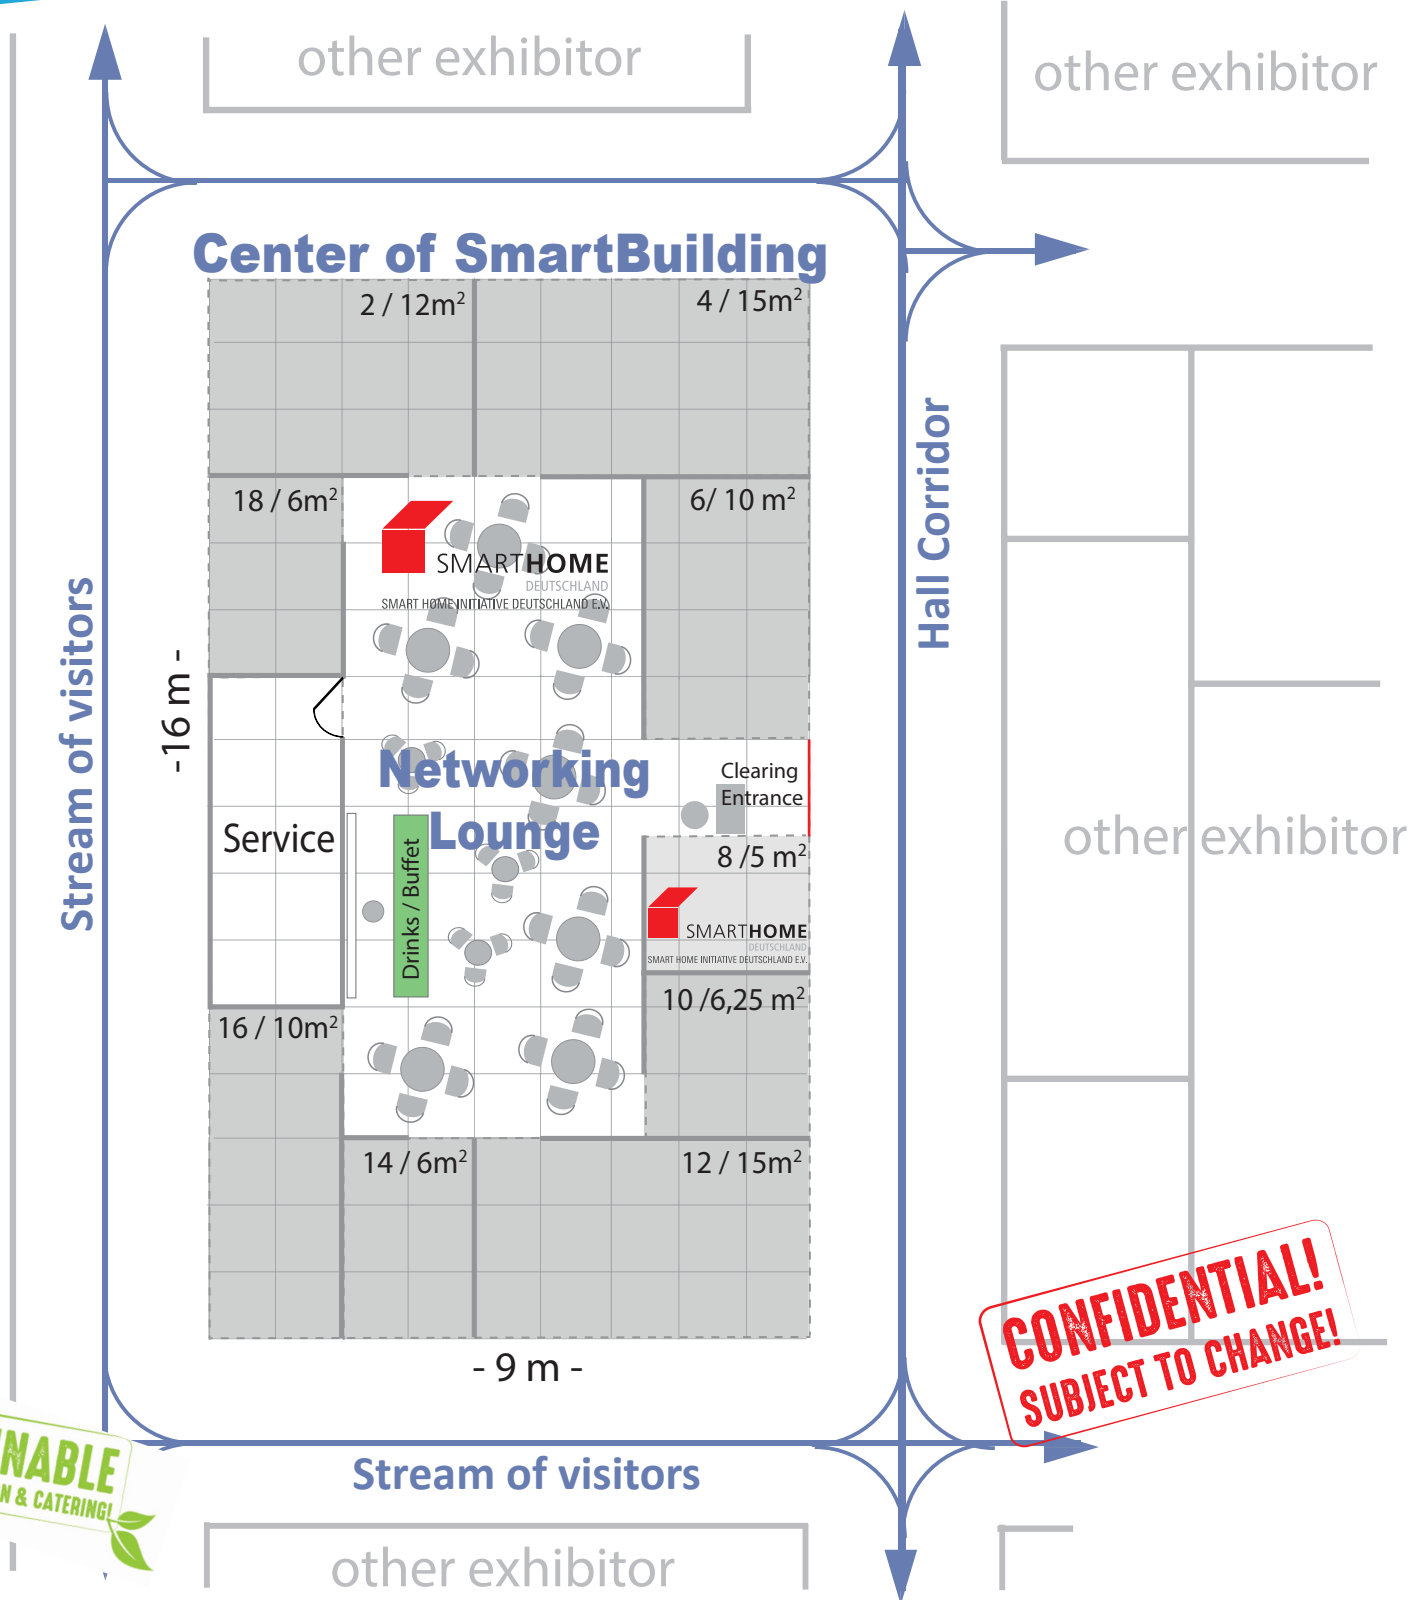 other exhibitor
other exhibitor
Center of SmartBuilding
2 / 12m²
4 / 15m²
18 / 6m²
6/ 10 m²
SMARTHOME
DEUTSCHLAND
SMART HOME INITIATIVE DEUTSCHLAND E.V.
Hall Corridor
Stream of visitors
-16 m -
Networking
Lounge
Clearing
Entrance
Service
Drinks / Buffet
other exhibitor
8 /5 m²
SMARTHOME
DEUTSCHLAND
SMART HOME INITIATIVE DEUTSCHLAND E.V.
10 /6,25 m²
16 / 10m²
14 / 6m²
12 / 15m²
- 9 m -
CONFIDENTIAL!
SUBJECT TO CHANGE!
NABLE
N & CATERING!
Stream of visitors
other exhibitor